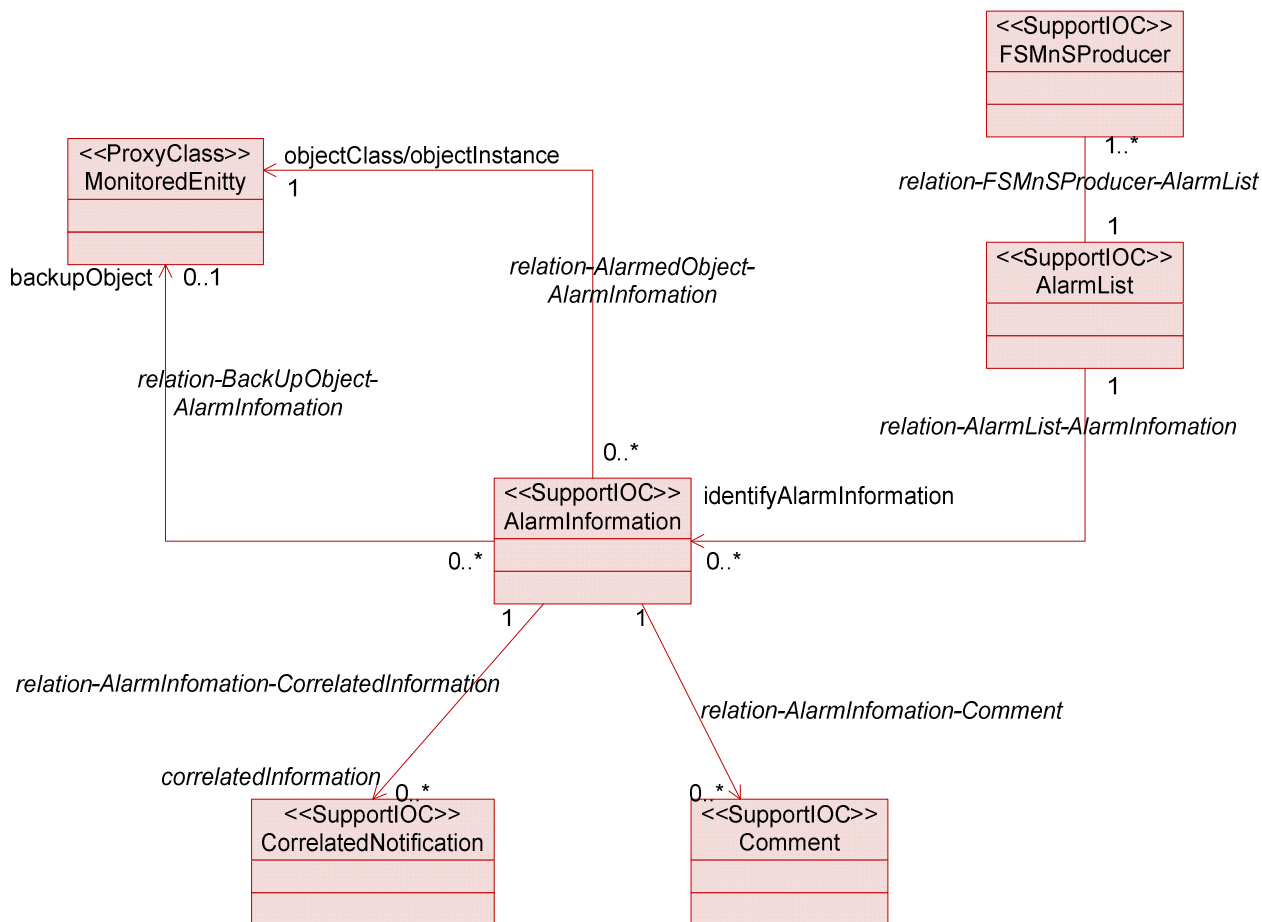 <<SupportIOC>>
FSMnSProducer
1..*
relation-FSMnSProducer-AlarmList
1
<<SupportIOC>>
AlarmList
1
relation-AlarmList-AlarmInfomation
<<ProxyClass>>
MonitoredEnitty
objectClass/objectInstance
1
backupObject
0..1
relation-AlarmedObject-
AlarmInfomation
relation-BackUpObject-
AlarmInfomation
0..*
<<SupportIOC>>
AlarmInformation
identifyAlarmInformation
0..*
0..*
1
1
relation-AlarmInfomation-CorrelatedInformation
relation-AlarmInfomation-Comment
correlatedInformation
0..*
0..*
<<SupportIOC>>
CorrelatedNotification
<<SupportIOC>>
Comment